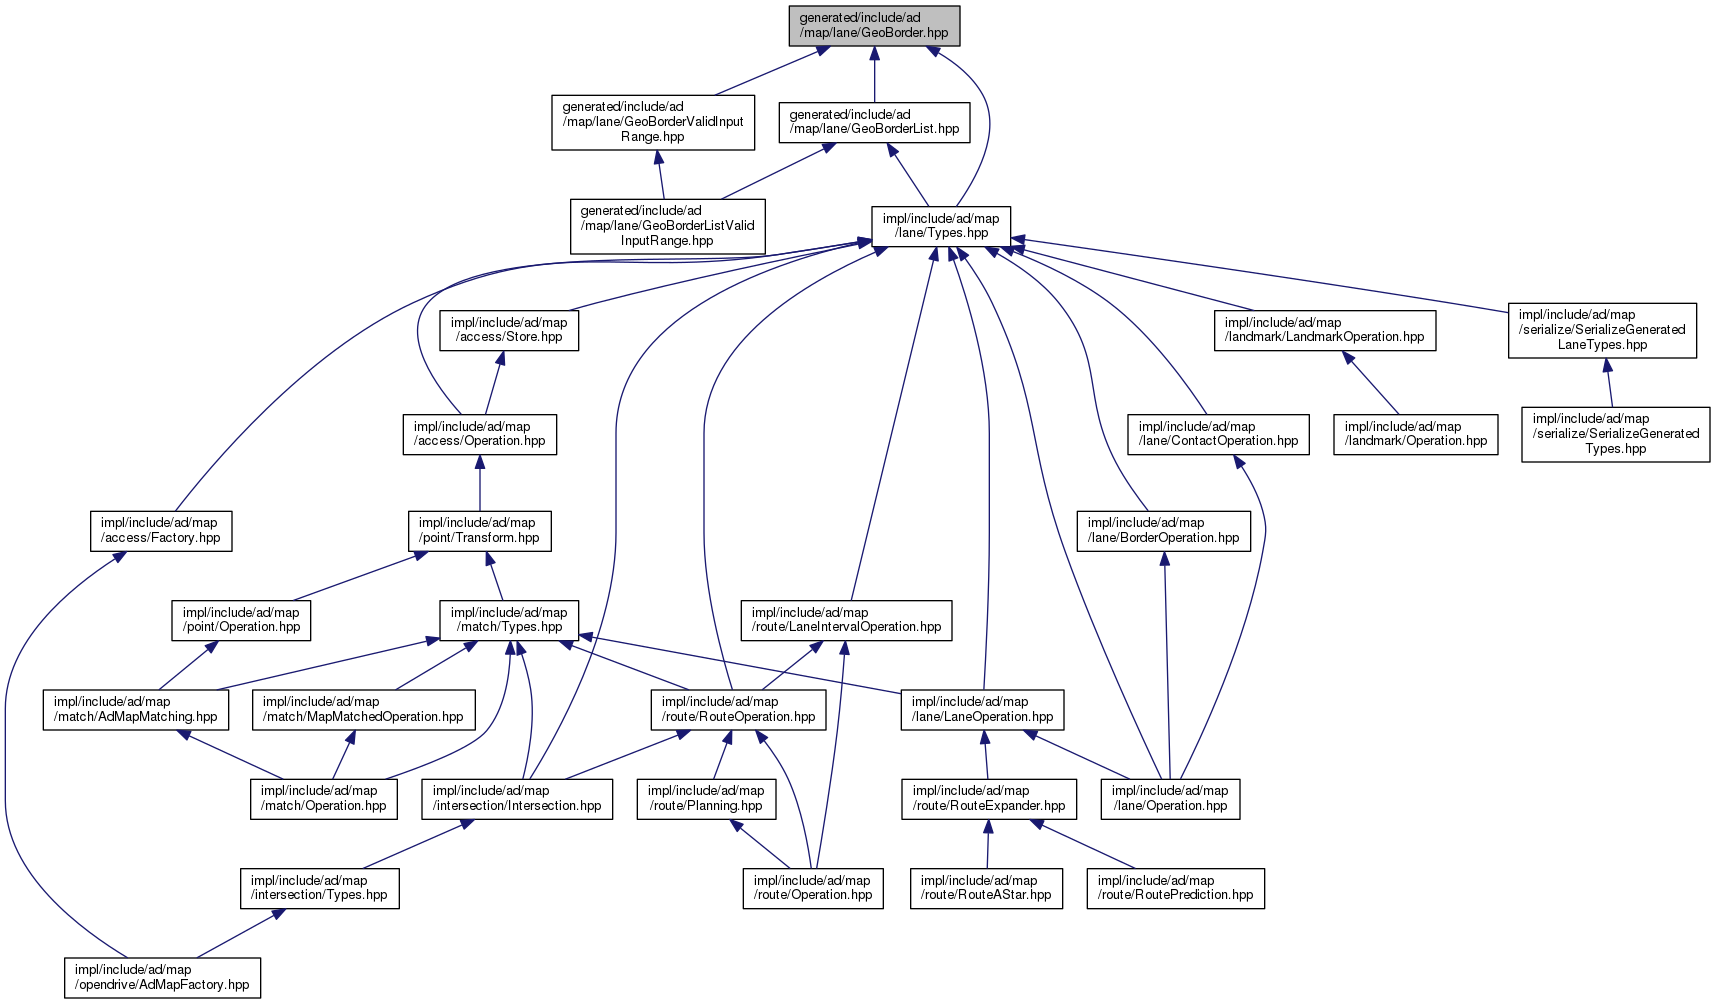 generated/include/ad
/map/lane/GeoBorder.hpp
generated/include/ad
/map/lane/GeoBorderValidInput
Range.hpp
generated/include/ad
/map/lane/GeoBorderList.hpp
generated/include/ad
/map/lane/GeoBorderListValid
InputRange.hpp
impl/include/ad/map
/lane/Types.hpp
impl/include/ad/map
/access/Store.hpp
impl/include/ad/map
/landmark/LandmarkOperation.hpp
impl/include/ad/map
/serialize/SerializeGenerated
LaneTypes.hpp
impl/include/ad/map
/access/Operation.hpp
impl/include/ad/map
/lane/ContactOperation.hpp
impl/include/ad/map
/landmark/Operation.hpp
impl/include/ad/map
/serialize/SerializeGenerated
Types.hpp
impl/include/ad/map
/access/Factory.hpp
impl/include/ad/map
/point/Transform.hpp
impl/include/ad/map
/lane/BorderOperation.hpp
impl/include/ad/map
/point/Operation.hpp
impl/include/ad/map
/match/Types.hpp
impl/include/ad/map
/route/LaneIntervalOperation.hpp
impl/include/ad/map
/match/AdMapMatching.hpp
impl/include/ad/map
/match/MapMatchedOperation.hpp
impl/include/ad/map
/route/RouteOperation.hpp
impl/include/ad/map
/lane/LaneOperation.hpp
impl/include/ad/map
/match/Operation.hpp
impl/include/ad/map
/intersection/Intersection.hpp
impl/include/ad/map
/route/Planning.hpp
impl/include/ad/map
/route/RouteExpander.hpp
impl/include/ad/map
/lane/Operation.hpp
impl/include/ad/map
/intersection/Types.hpp
impl/include/ad/map
/route/Operation.hpp
impl/include/ad/map
/route/RouteAStar.hpp
impl/include/ad/map
/route/RoutePrediction.hpp
impl/include/ad/map
/opendrive/AdMapFactory.hpp